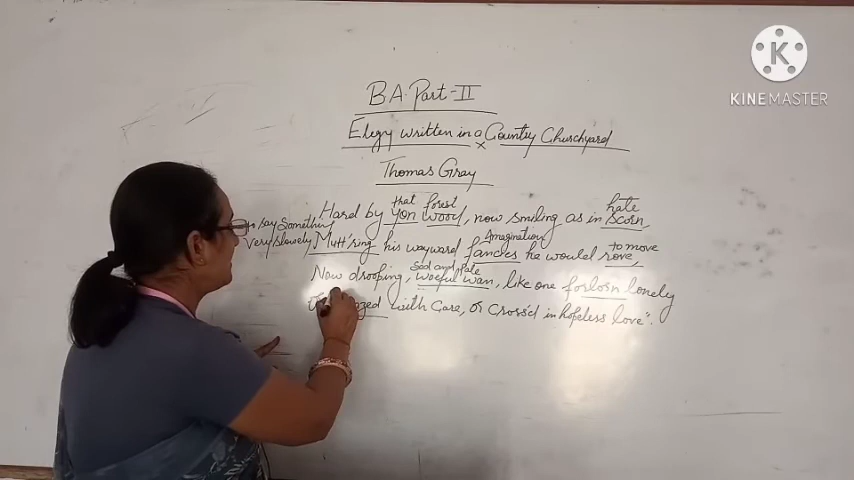 KINEMASTER
B.A. Part-II
Elegy written in a Country Churchyard
Thomas Gray
that forest hate
Hard by yon wood, now smiling as in scorn,
to say Something Imagination to move
Very slowely Mutt'ring his wayward fancies he would rove,
Sad and Pale
Now drooping, woeful wan, like one forlorn lonely
with Care, or Cross'd in hopeless love".